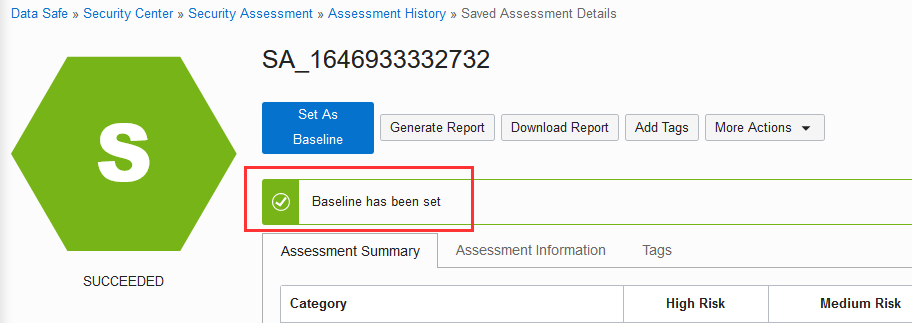 Data Safe » Security Center » Security Assessment » Assessment History » Saved Assessment Details
SA_1646933332732
S
Set As
Baseline
Generate Report
Download Report
Add Tags
More Actions
Baseline has been set
SUCCEEDED
Assessment Summary
Assessment Information
Tags
Category
High Risk
Medium Risk